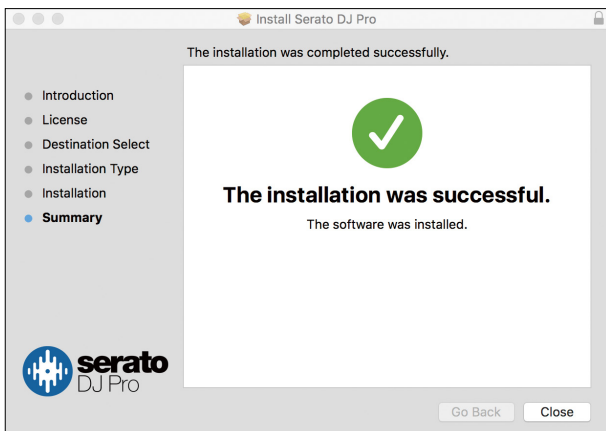 Install Serato DJ Pro
The installation was completed successfully.
Introduction
License
Destination Select
Installation Type
Installation
Summary
The installation was successful.
The software was installed.
serato
DJ Pro
Go Back
Close